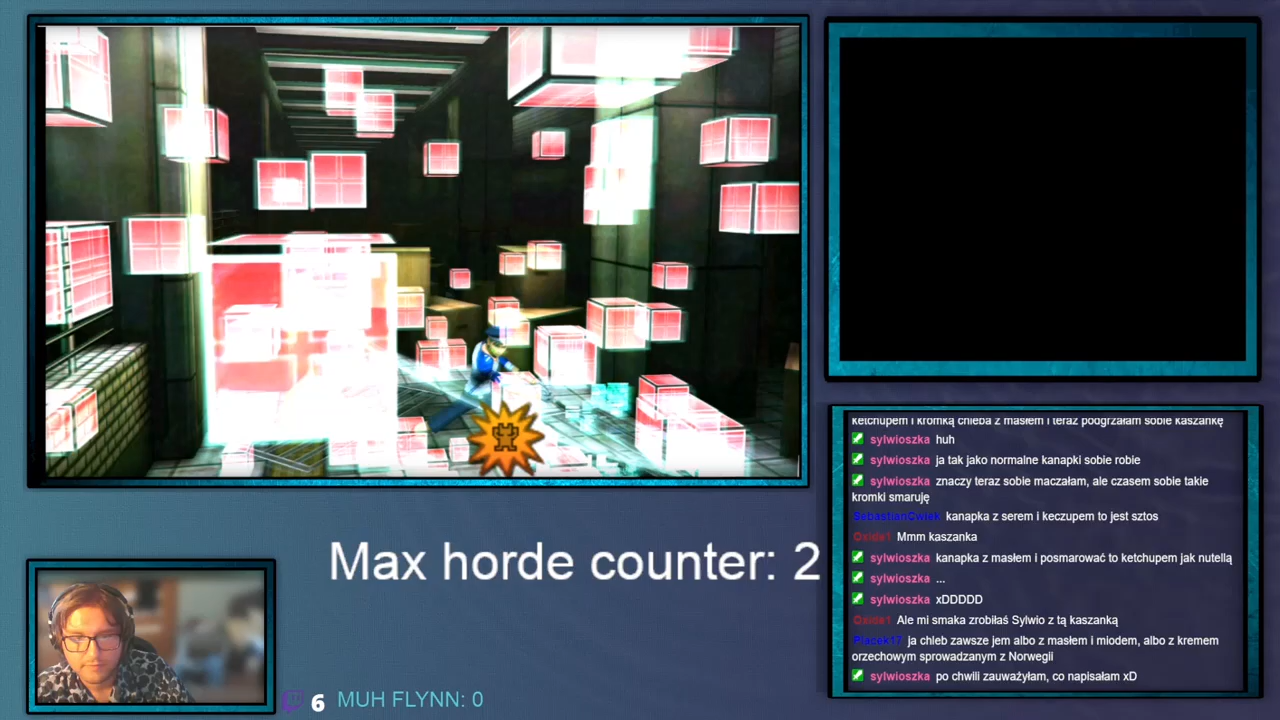 ketchupem i kromką chleba z masłem i teraz podgrzałam sobie kaszankę
sylwioszka huh
sylwioszka ja tak jako normalne kanapki sobie robie
sylwioszka znaczy teraz sobie maczałam, ale czasem sobie takie
kromki smaruję
SebastianCwiek kanapka z serem i keczupem to jest sztos
Oxide1 Mmm kaszanka
sylwioszka kanapka z masłem i posmarować to ketchupem jak nutellą
sylwioszka ...
sylwioszka xDDDDD
Oxide1 Ale mi smaka zrobiłaś Sylwio z tą kaszanką
Placek17 ja chleb zawsze jem albo z masłem i miodem, albo z kremem
orzechowym sprowadzanym z Norwegii
sylwioszka po chwili zauważyłam, co napisałam xD
Max horde counter: 2
6 MUH FLYNN: 0